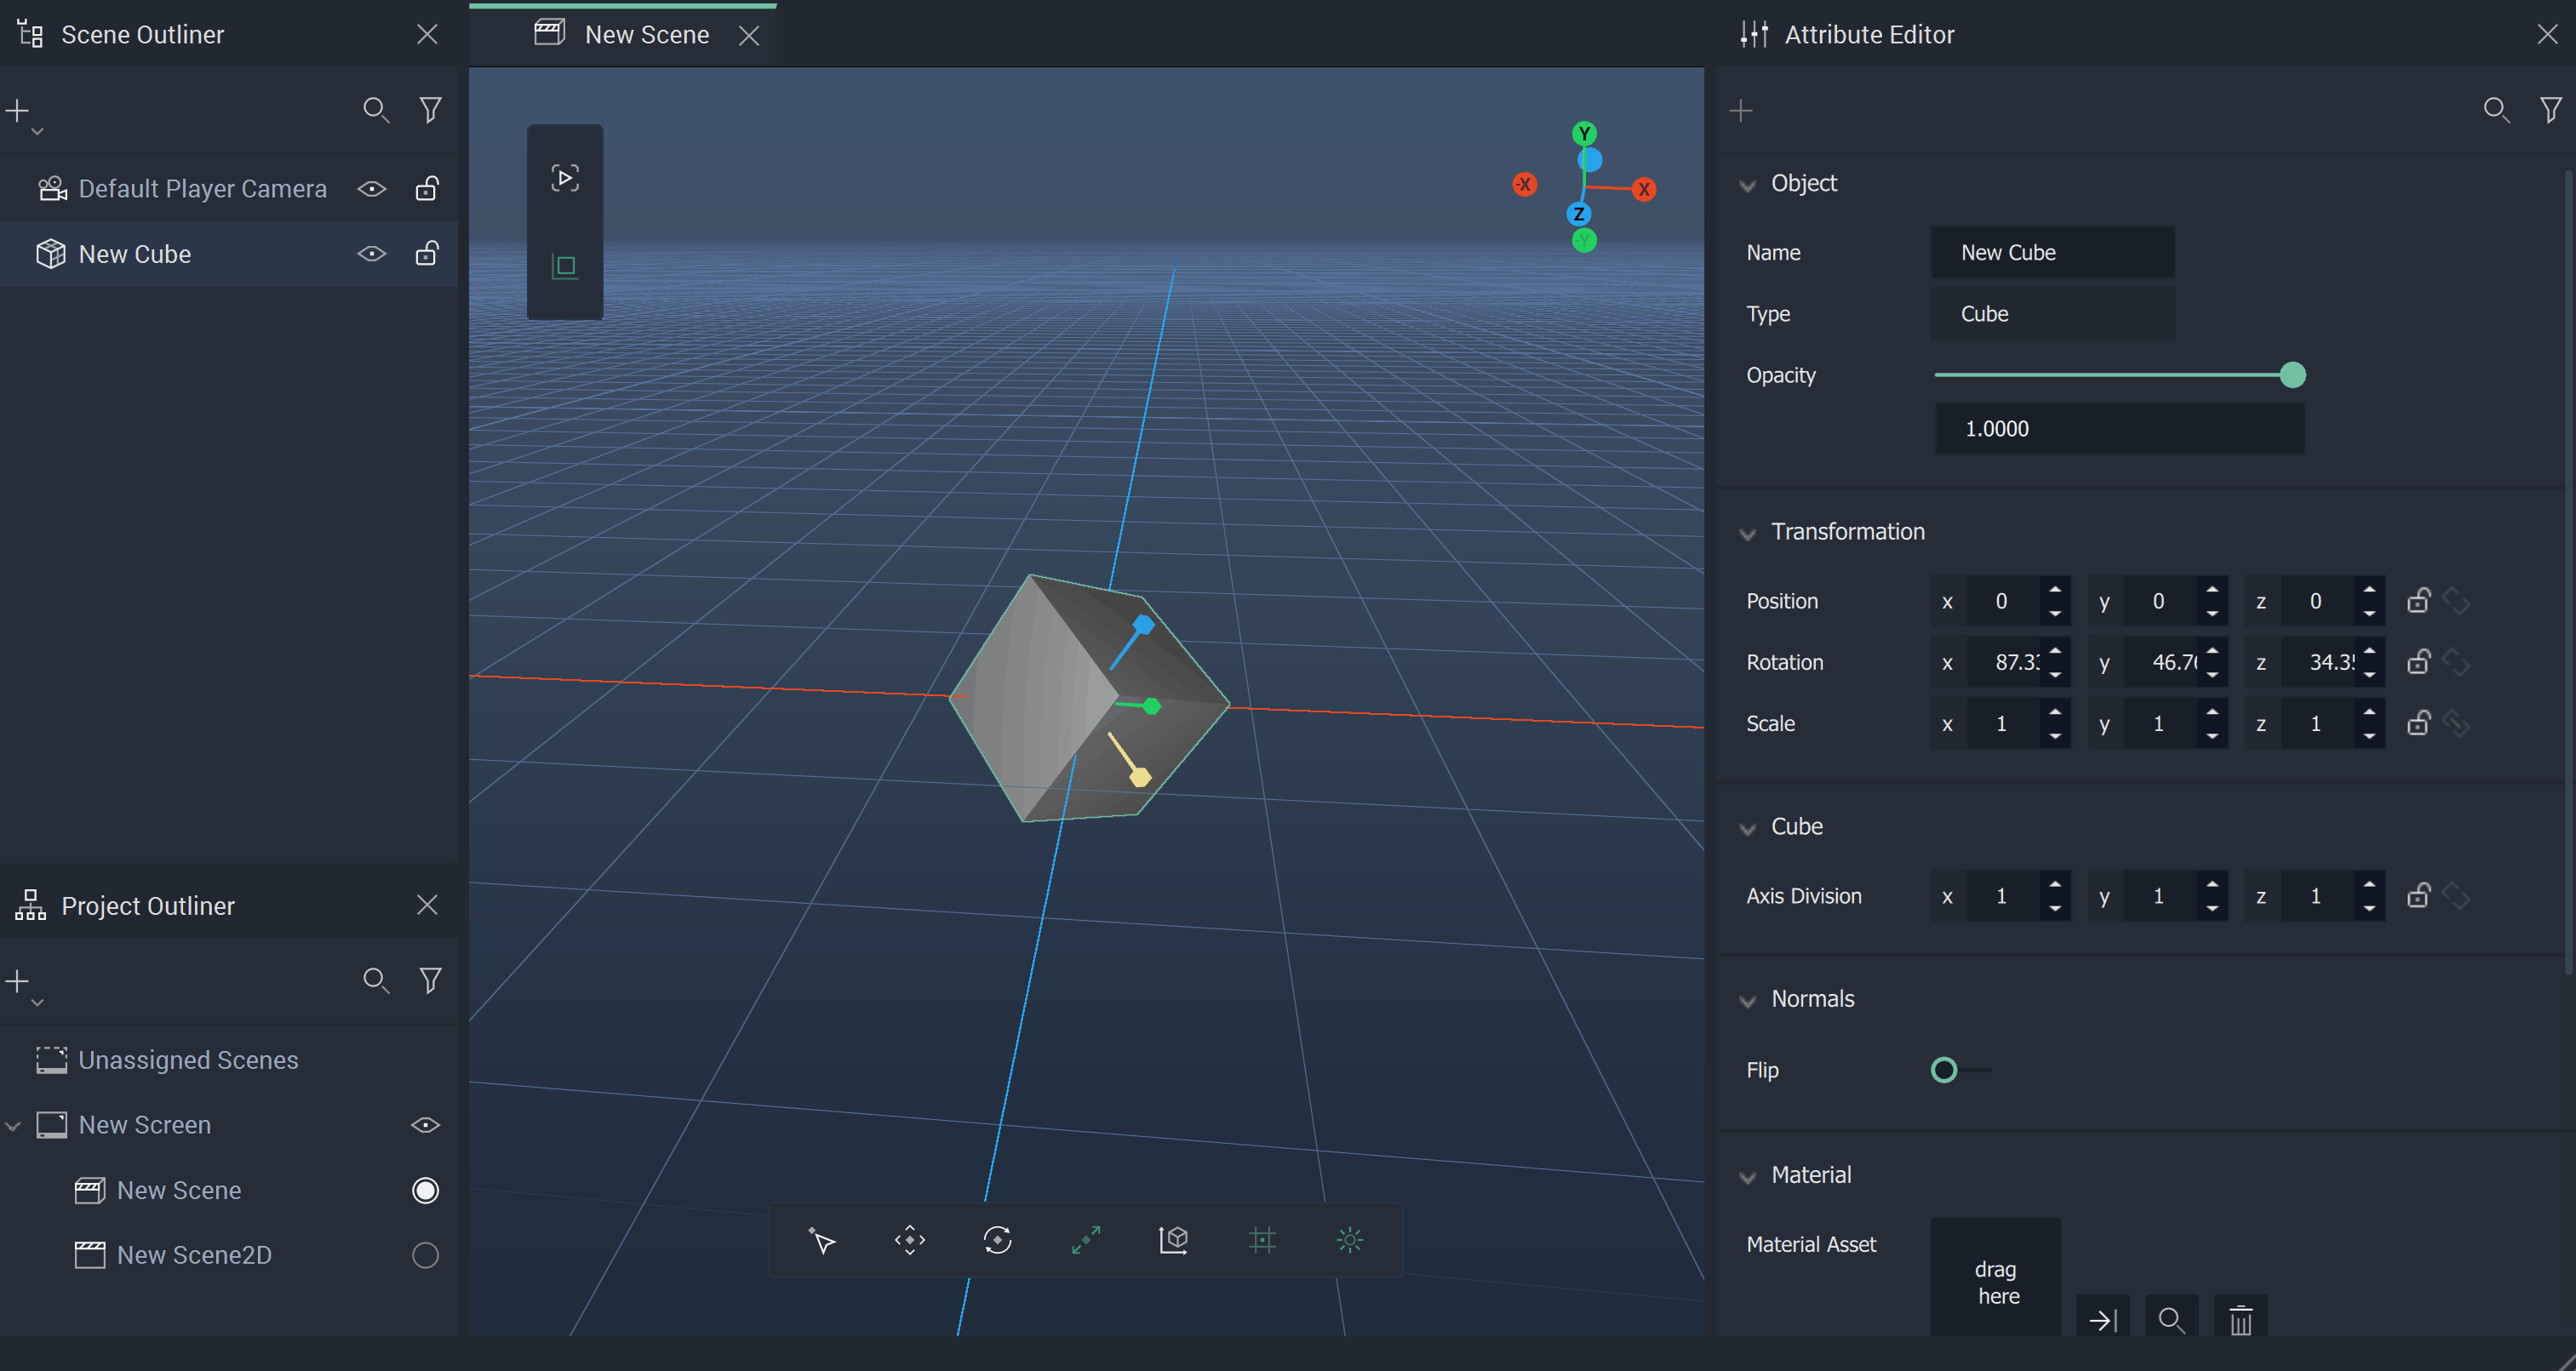 Scene Outliner
Default Player Camera
New Cube
Project Outliner
Unassigned Scenes
New Screen
New Scene
New Scene2D
New Scene
Y
-X
X
Z
-Y
Attribute Editor
Object
Name New Cube
Type Cube
Opacity
1.0000
Transformation
Position x 0 y 0 z 0
Rotation x 87.3 y 46.7 z 34.3
Scale x 1 y 1 z 1
Cube
Axis Division x 1 y 1 z 1
Normals
Flip
Material
Material Asset
drag
here